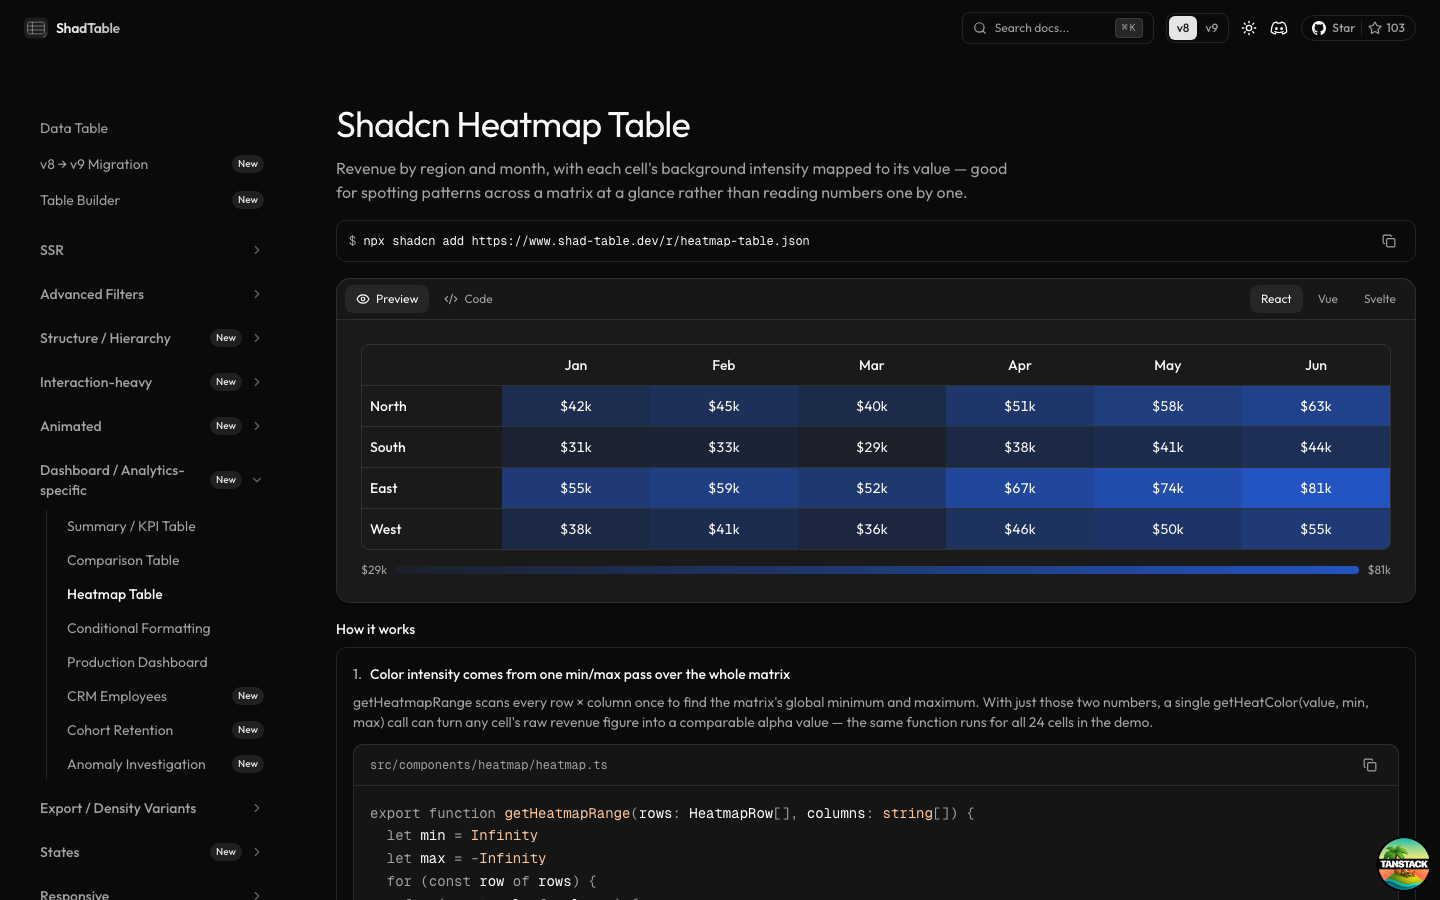 ShadTable
Search docs...
⌘K
v8
v9
Star
103
Data Table
v8 → v9 Migration
New
Table Builder
New
SSR
Advanced Filters
Structure / Hierarchy
New
Interaction-heavy
New
Animated
New
Dashboard / Analytics-
specific
New
Summary / KPI Table
Comparison Table
Heatmap Table
Conditional Formatting
Production Dashboard
CRM Employees
New
Cohort Retention
New
Anomaly Investigation
New
Export / Density Variants
States
New
Responsive
Shadcn Heatmap Table
Revenue by region and month, with each cell's background intensity mapped to its value — good
for spotting patterns across a matrix at a glance rather than reading numbers one by one.
$ npx shadcn add https://www.shad-table.dev/r/heatmap-table.json
Preview
Code
React
Vue
Svelte
Jan Feb Mar Apr May Jun
North $42k $45k $40k $51k $58k $63k
South $31k $33k $29k $38k $41k $44k
East $55k $59k $52k $67k $74k $81k
West $38k $41k $36k $46k $50k $55k
$29k
$81k
How it works
1. Color intensity comes from one min/max pass over the whole matrix
getHeatmapRange scans every row × column once to find the matrix's global minimum and maximum. With just those two numbers, a single getHeatColor(value, min,
max) call can turn any cell's raw revenue figure into a comparable alpha value — the same function runs for all 24 cells in the demo.
src/components/heatmap/heatmap.ts
export function getHeatmapRange(rows: HeatmapRow[], columns: string[]) {
let min = Infinity
let max = -Infinity
for (const row of rows) {
TANSTACK